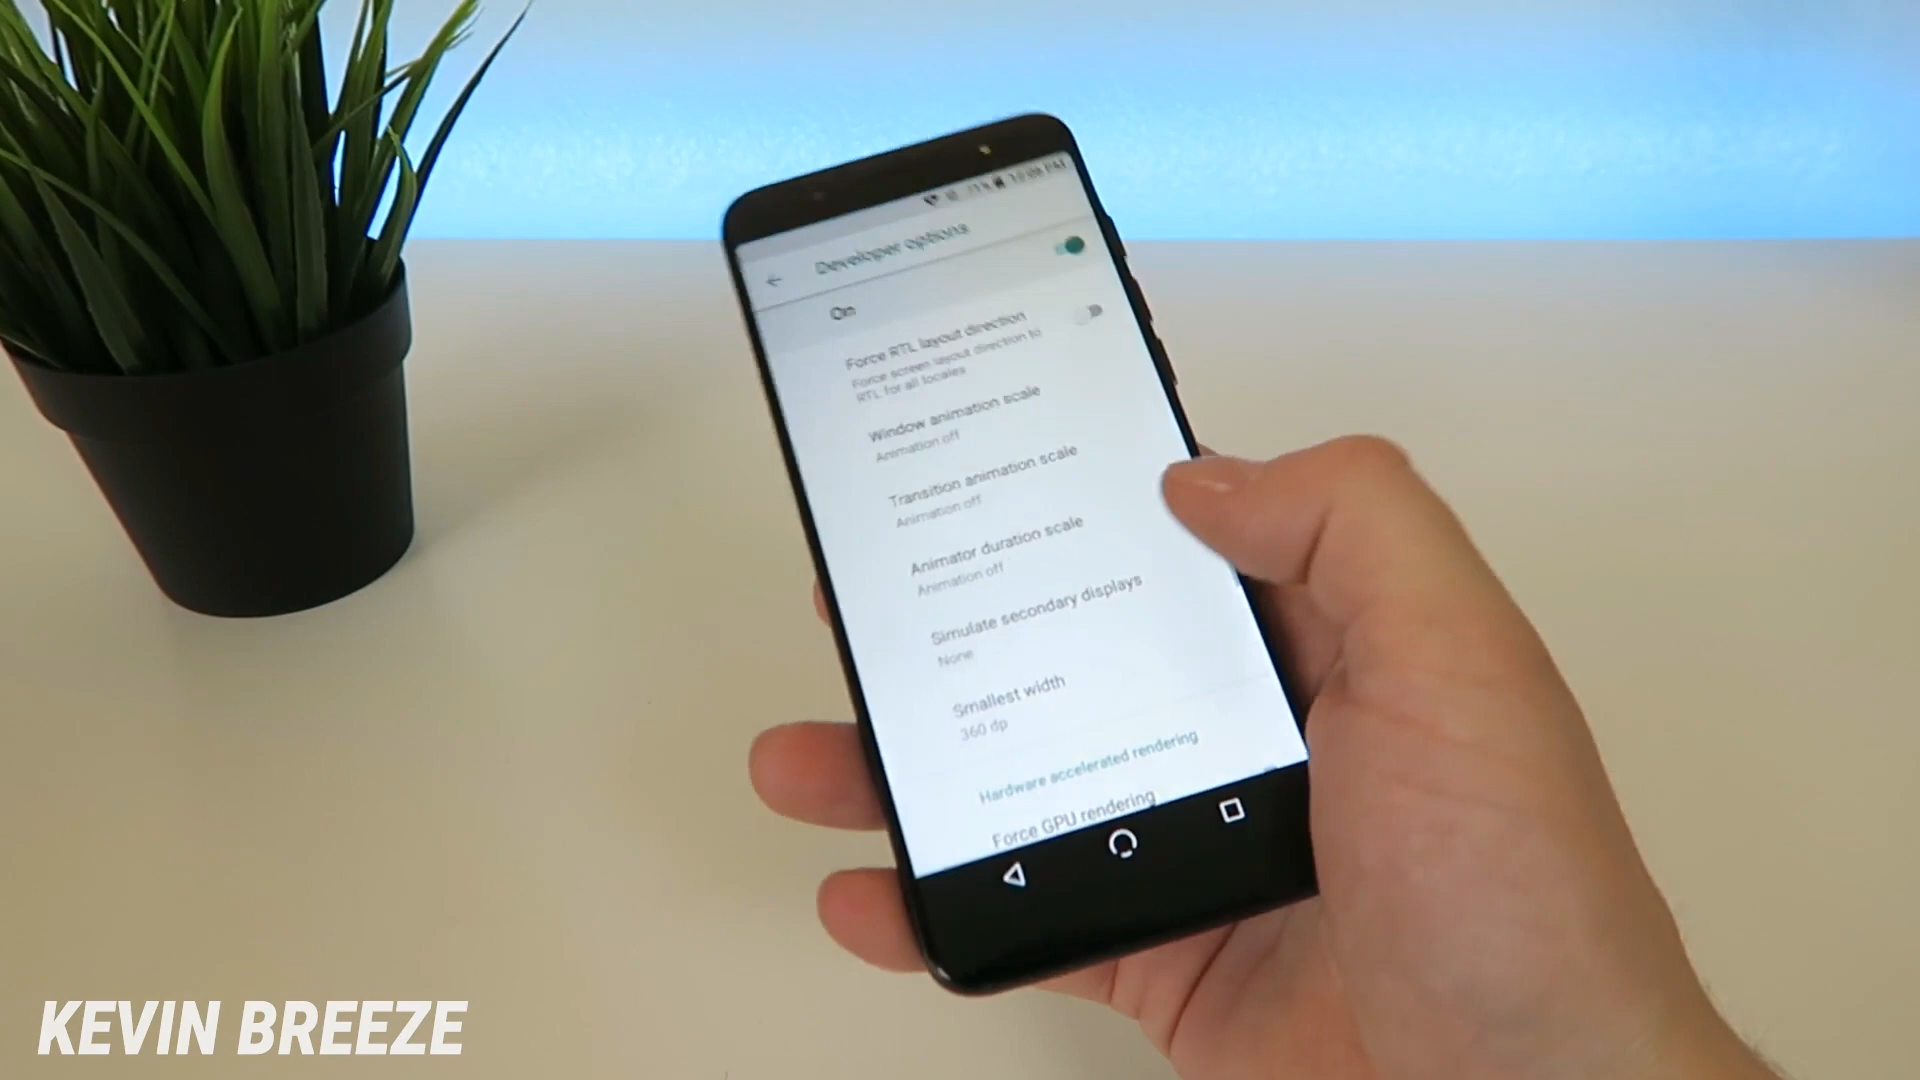 Developer options
On
Force RTL layout direction
Force screen layout direction to
RTL for all locales
Window animation scale
Animation off
Transition animation scale
Animation off
Animator duration scale
Animation off
Simulate secondary displays
None
Smallest width
360 dp
Hardware accelerated rendering
Force GPU rendering
KEVIN BREEZE